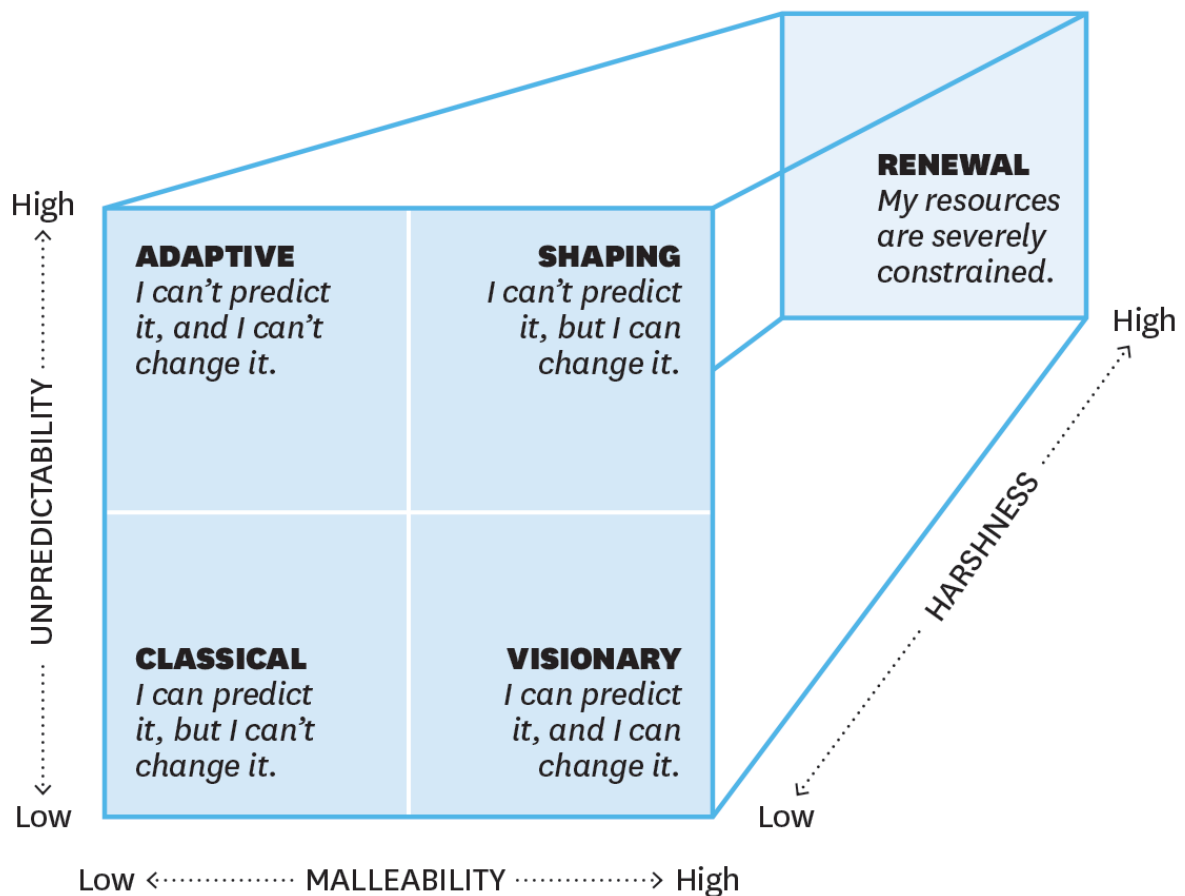 RENEWAL
My resources
are severely
constrained.
High
ADAPTIVE
I can’t predict
it, and I can’t
change it.
SHAPING
I can’t predict
it, but I can
change it.
High
UNPREDICTABILITY
HARSHNESS
CLASSICAL
I can predict
it, but I can’t
change it.
VISIONARY
I can predict
it, and I can
change it.
Low
Low
Low
MALLEABILITY
High